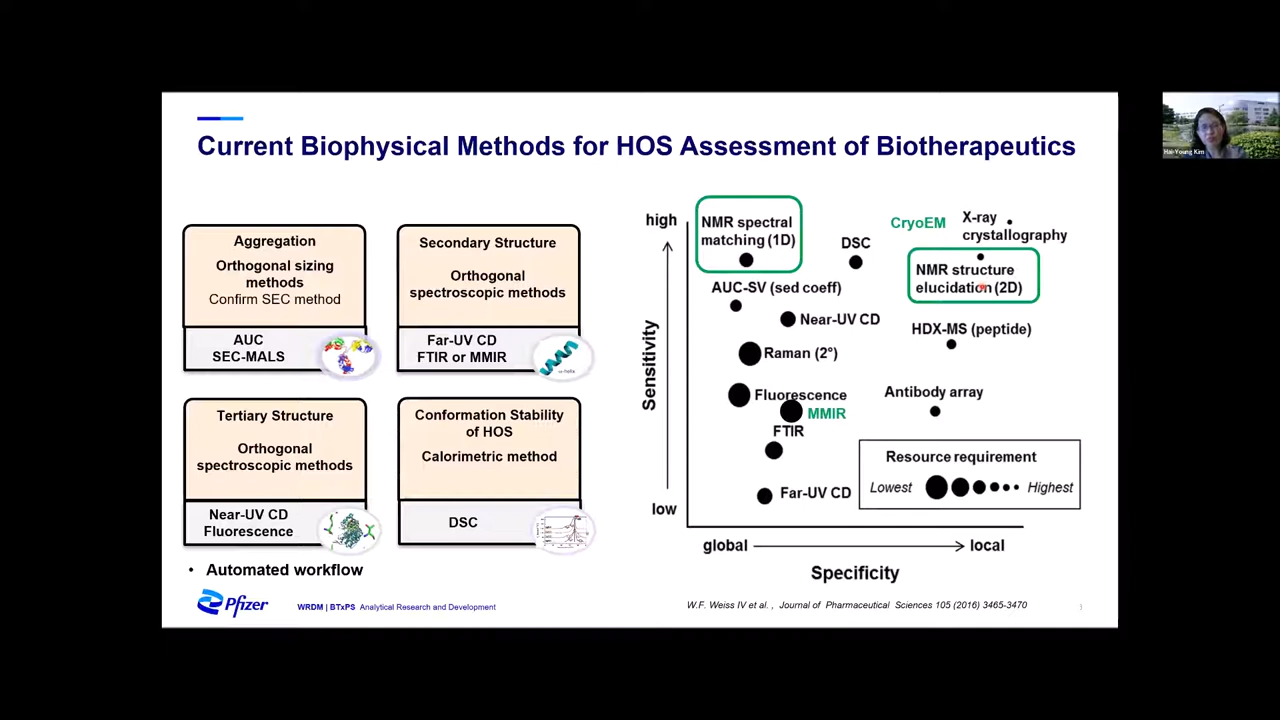 Current Biophysical Methods for HOS Assessment of Biotherapeutics
Aggregation
Orthogonal sizing
methods
Confirm SEC method
AUC
SEC-MALS
Secondary Structure
Orthogonal
spectroscopic methods
Far-UV CD
FTIR or MMIR
α-helix
Tertiary Structure
Orthogonal
spectroscopic methods
Near-UV CD
Fluorescence
Conformation Stability
of HOS
Calorimetric method
DSC
• Automated workflow
Pfizer
WRDM | BTxPS Analytical Research and Development
high
Sensitivity
low
NMR spectral
matching (1D)
DSC
CryoEM
X-ray
crystallography
NMR structure
elucidation (2D)
AUC-SV (sed coeff)
Near-UV CD
HDX-MS (peptide)
Raman (2°)
Fluorescence
MMIR
Antibody array
FTIR
Far-UV CD
Resource requirement
Lowest
Highest
global
local
Specificity
W.F. Weiss IV et al. , Journal of Pharmaceutical Sciences 105 (2016) 3465-3470
Hai-Young Kim